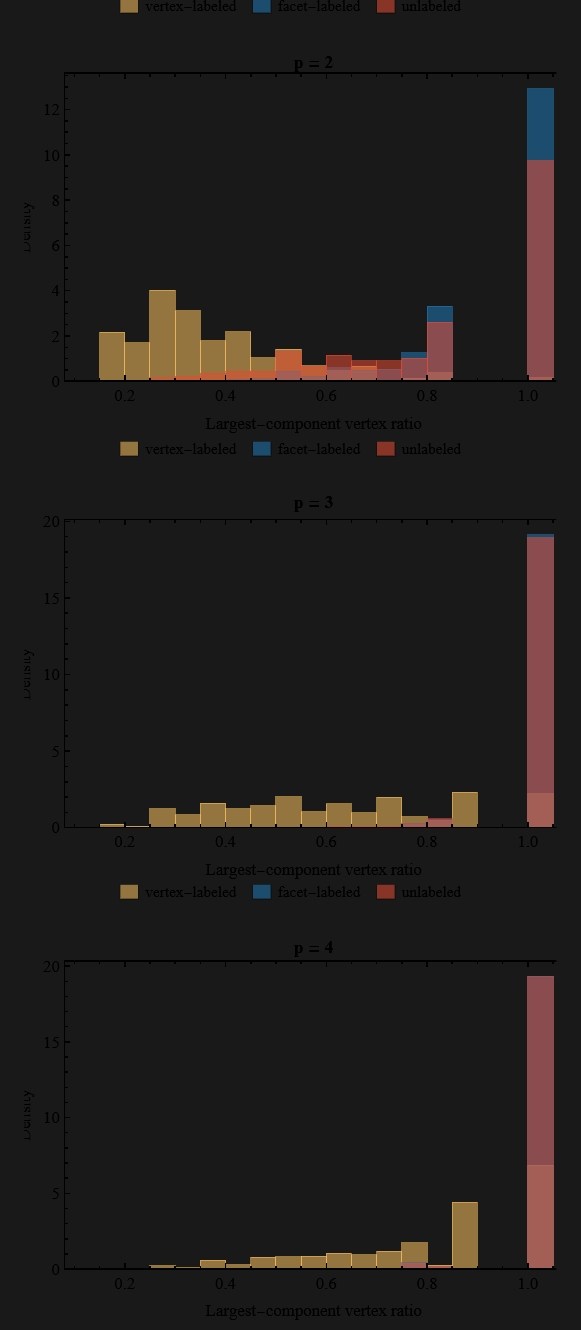 vertex−labeled facet−labeled unlabeled
p = 2
12
10
8
6
4
2
0
Density
0.2 0.4 0.6 0.8 1.0
Largest−component vertex ratio
vertex−labeled facet−labeled unlabeled
p = 3
20
15
10
5
0
Density
0.2 0.4 0.6 0.8 1.0
Largest−component vertex ratio
vertex−labeled facet−labeled unlabeled
p = 4
20
15
10
5
0
Density
0.2 0.4 0.6 0.8 1.0
Largest−component vertex ratio